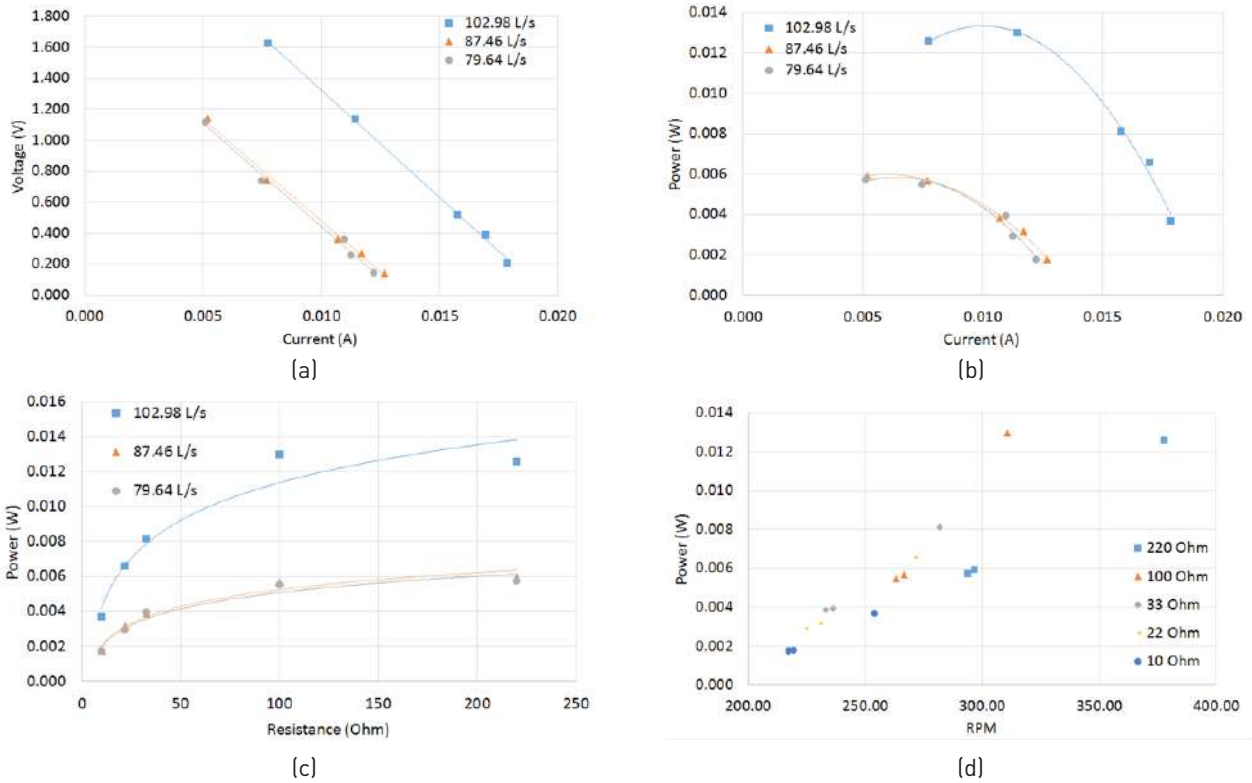 1.800
1.600
1.400
1.200
1.000
0.800
0.600
0.400
0.200
0.000
Voltage (V)
102.98 L/s
87.46 L/s
79.64 L/s
0.000 0.005 0.010 0.015 0.020
Current (A)
(a)
0.014
0.012
0.010
0.008
0.006
0.004
0.002
0.000
Power (W)
102.98 L/s
87.46 L/s
79.64 L/s
0.000 0.005 0.010 0.015 0.020
Current (A)
(b)
0.016
0.014
0.012
0.010
0.008
0.006
0.004
0.002
0.000
Power (W)
102.98 L/s
87.46 L/s
79.64 L/s
0 50 100 150 200 250
Resistance (Ohm)
(c)
0.014
0.012
0.010
0.008
0.006
0.004
0.002
0.000
Power (W)
220 Ohm
100 Ohm
33 Ohm
22 Ohm
10 Ohm
200.00 250.00 300.00 350.00 400.00
RPM
(d)